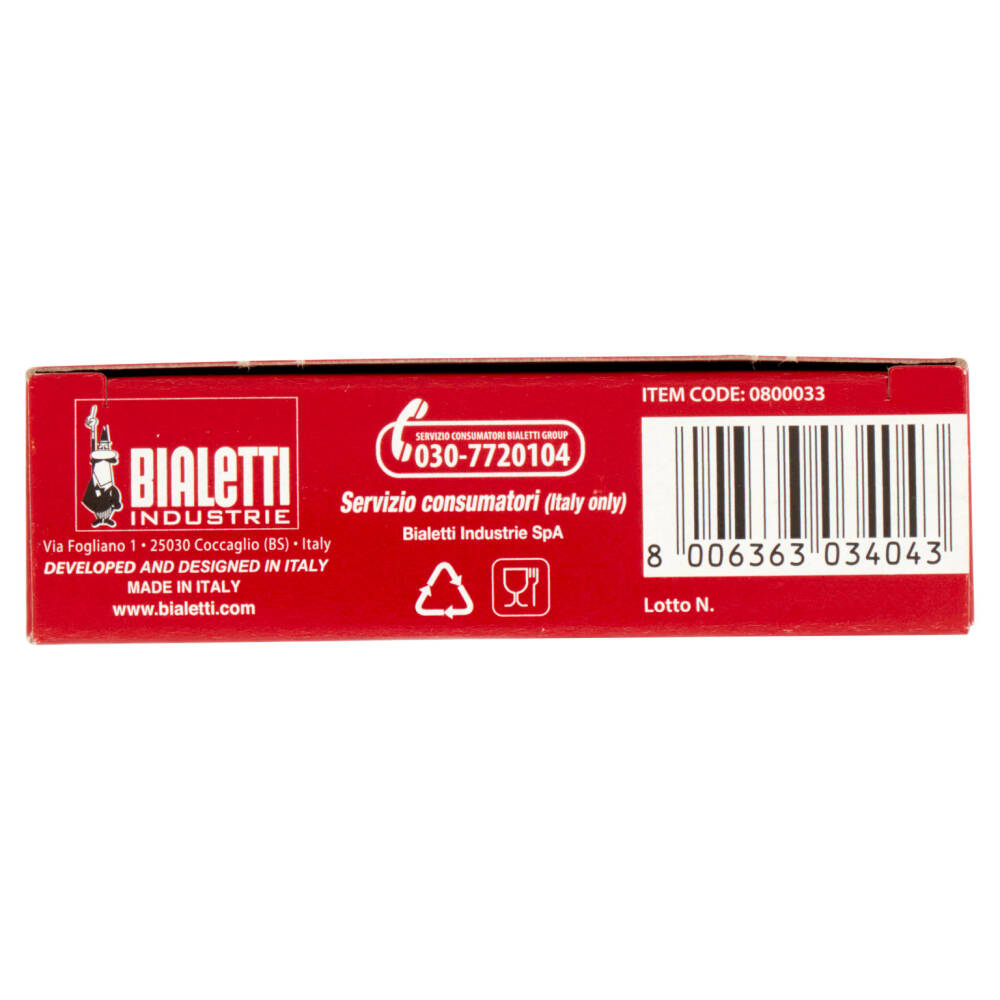 BIALETTI
INDUSTRIE
Via Fogliano 1 • 25030 Coccaglio (BS) • Italy
DEVELOPED AND DESIGNED IN ITALY
MADE IN ITALY
www.bialetti.com
SERVIZIO CONSUMATORI BIALETTI GROUP
030-7720104
Servizio consumatori (Italy only)
Bialetti Industrie SpA
ITEM CODE: 0800033
8 006363 034043
Lotto N.